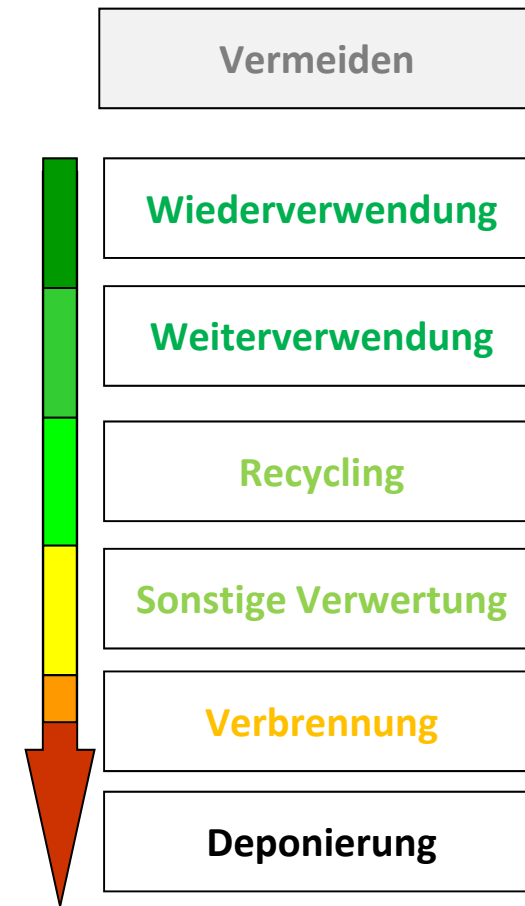 Vermeiden
Wiederverwendung
Weiterverwendung
Recycling
Sonstige Verwertung
Verbrennung
Deponierung